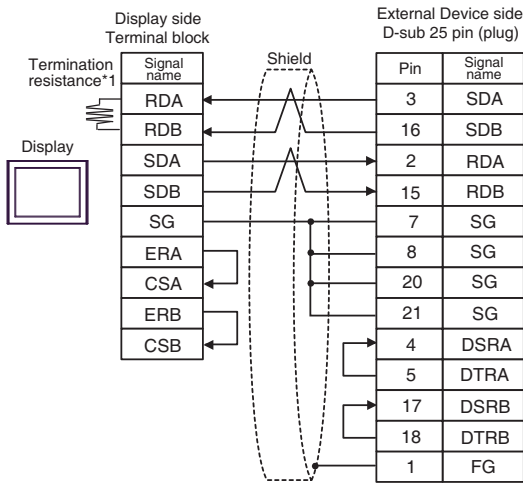 Display side
Terminal block
External Device side
D-sub 25 pin (plug)
Termination
resistance*1
Shield
Display
Signal
name
RDA
RDB
SDA
SDB
SG
ERA
CSA
ERB
CSB
Pin Signal
name
3 SDA
16 SDB
2 RDA
15 RDB
7 SG
8 SG
20 SG
21 SG
4 DSRA
5 DTRA
17 DSRB
18 DTRB
1 FG